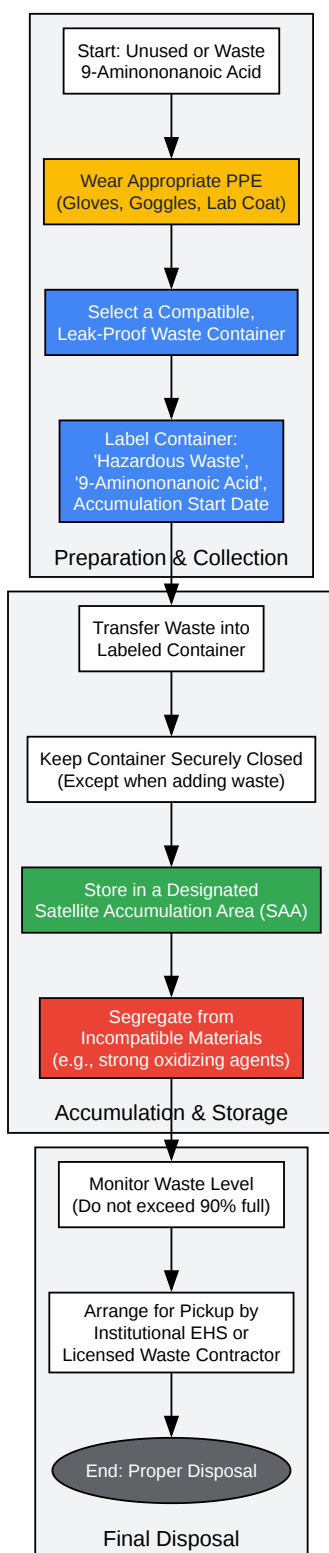 Start: Unused or Waste
9-Aminononanoic Acid
Wear Appropriate PPE
(Gloves, Goggles, Lab Coat)
Select a Compatible,
Leak-Proof Waste Container
Label Container:
'Hazardous Waste',
'9-Aminononanoic Acid',
Accumulation Start Date
Preparation & Collection
Transfer Waste into
Labeled Container
Keep Container Securely Closed
(Except when adding waste)
Store in a Designated
Satellite Accumulation Area (SAA)
Segregate from
Incompatible Materials
(e.g., strong oxidizing agents)
Accumulation & Storage
Monitor Waste Level
(Do not exceed 90% full)
Arrange for Pickup by
Institutional EHS or
Licensed Waste Contractor
End: Proper Disposal
Final Disposal